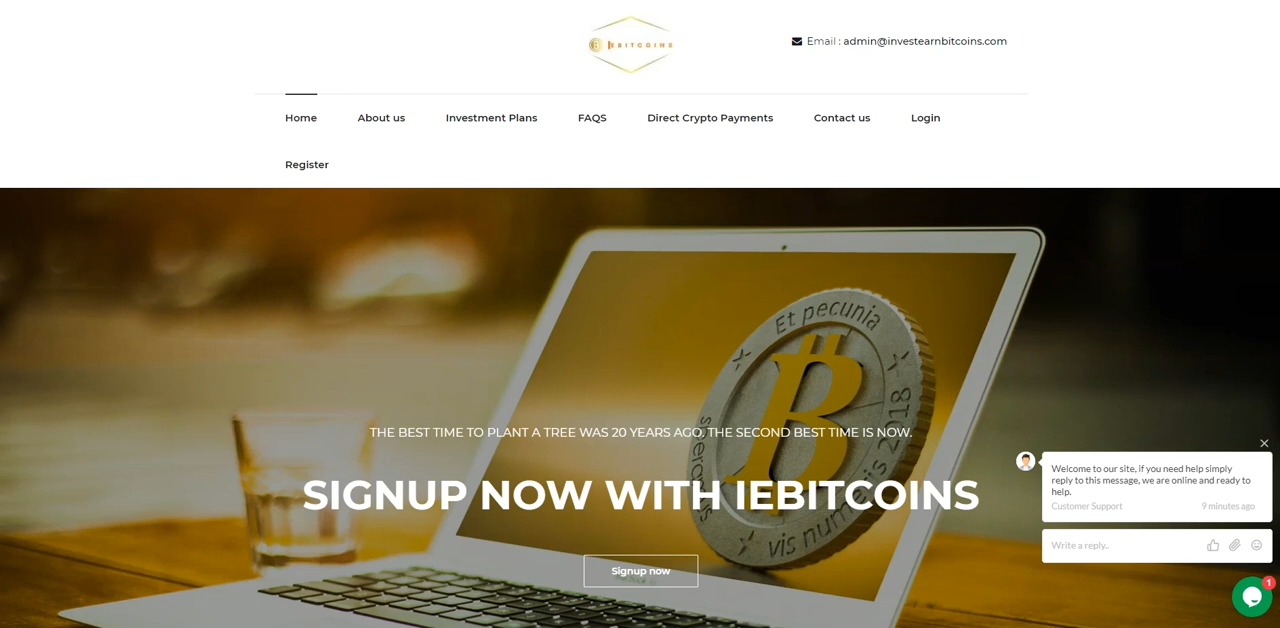 IEBITCOINS
Email : admin@investearnbitcoins.com
Home
About us
Investment Plans
FAQS
Direct Crypto Payments
Contact us
Login
Register
Et pecunia
THE BEST TIME TO PLANT A TREE WAS 20 YEARS AGO. THE SECOND BEST TIME IS NOW.
SIGNUP NOW WITH IEBITCOINS
Signup now
2018
Welcome to our site, if you need help simply
reply to this message, we are online and ready to
help.
Customer Support
9 minutes ago
Write a reply..
1